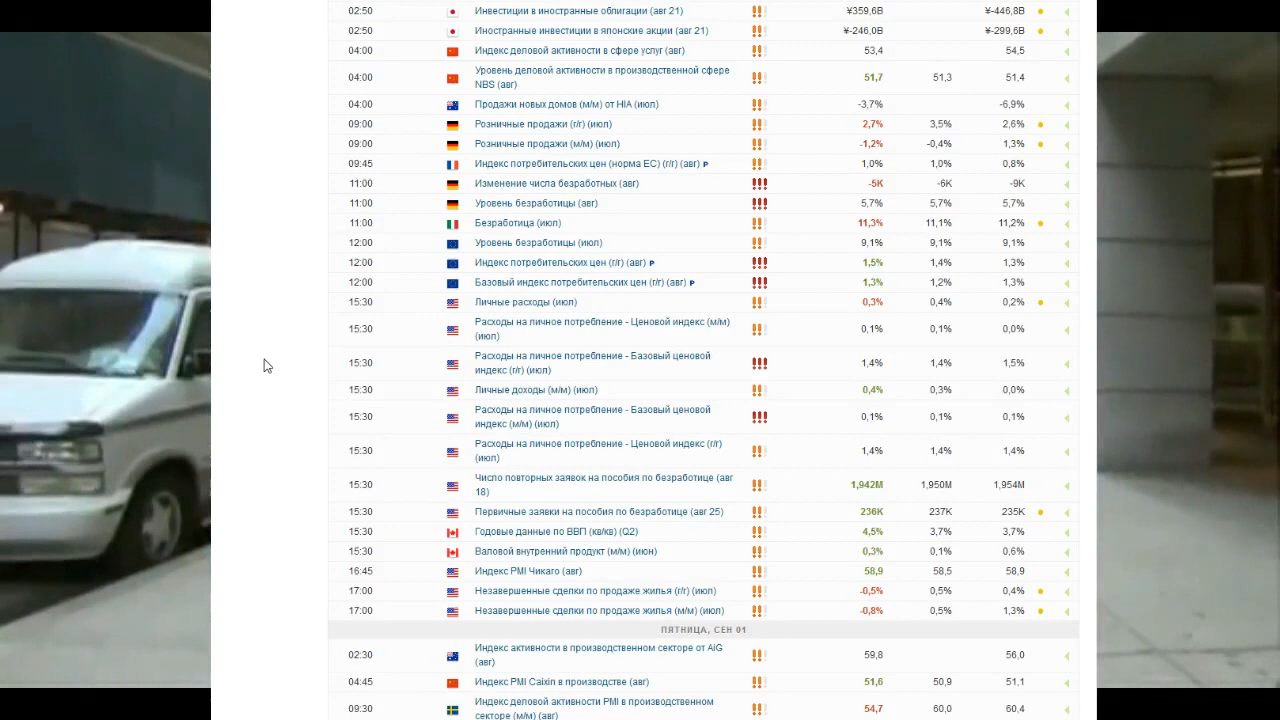 02:50 Инвестиции в иностранные облигации (авг 21) ¥359,6B ¥-446,8B
02:50 Иностранные инвестиции в японские акции (авг 21) ¥-246,0B ¥-299,6B
04:00 Индекс деловой активности в сфере услуг (авг) 53,4 54,5
04:00 Уровень деловой активности в производственной сфере
NBS (авг) 51,7 51,3 51,4
04:00 Продажи новых домов (м/м) от HIA (июл) -3,7% -6,9%
09:00 Розничные продажи (г/г) (июл) 2,7% 3,5% 2,6%
09:00 Розничные продажи (м/м) (июл) -1,2% -0,4% 1,3%
09:45 Индекс потребительских цен (норма ЕС) (г/г) (авг) P 1,0% 1,0% 0,8%
11:00 Изменение числа безработных (авг) -5K -6K -9K
11:00 Уровень безработицы (авг) 5,7% 5,7% 5,7%
11:00 Безработица (июл) 11,3% 11,1% 11,2%
12:00 Уровень безработицы (июл) 9,1% 9,1% 9,1%
12:00 Индекс потребительских цен (г/г) (авг) P 1,5% 1,4% 1,3%
12:00 Базовый индекс потребительских цен (г/г) (авг) P 1,3% 1,2% 1,3%
15:30 Личные расходы (июл) 0,3% 0,4% 0,2%
15:30 Расходы на личное потребление - Ценовой индекс (м/м)
(июл) 0,1% 0,1% 0,0%
15:30 Расходы на личное потребление - Базовый ценовой
индекс (г/г) (июл) 1,4% 1,4% 1,5%
15:30 Личные доходы (м/м) (июл) 0,4% 0,3% 0,0%
15:30 Расходы на личное потребление - Базовый ценовой
индекс (м/м) (июл) 0,1% 0,1% 0,1%
15:30 Расходы на личное потребление - Ценовой индекс (г/г)
(июл) 1,4% 1,4% 1,4%
15:30 Число повторных заявок на пособия по безработице (авг
18) 1,942M 1,950M 1,954M
15:30 Первичные заявки на пособия по безработице (авг 25) 236K 237K 235K
15:30 Годовые данные по ВВП (кв/кв) (Q2) 4,5% 3,7% 3,7%
15:30 Валовой внутренний продукт (м/м) (июн) 0,3% 0,1% 0,6%
16:45 Индекс PMI Чикаго (авг) 58,9 58,5 58,9
17:00 Незавершенные сделки по продаже жилья (г/г) (июл) -0,5% 0,5% 0,4%
17:00 Незавершенные сделки по продаже жилья (м/м) (июл) -0,8% 0,5% 1,3%
ПЯТНИЦА, СЕН 01
02:30 Индекс активности в производственном секторе от AiG
(авг) 59,8 56,0
04:45 Индекс PMI Caixin в производстве (авг) 51,6 50,9 51,1
09:30 Индекс деловой активности PMI в производственном
секторе (м/м) (авг) 54,7 60,0 60,4